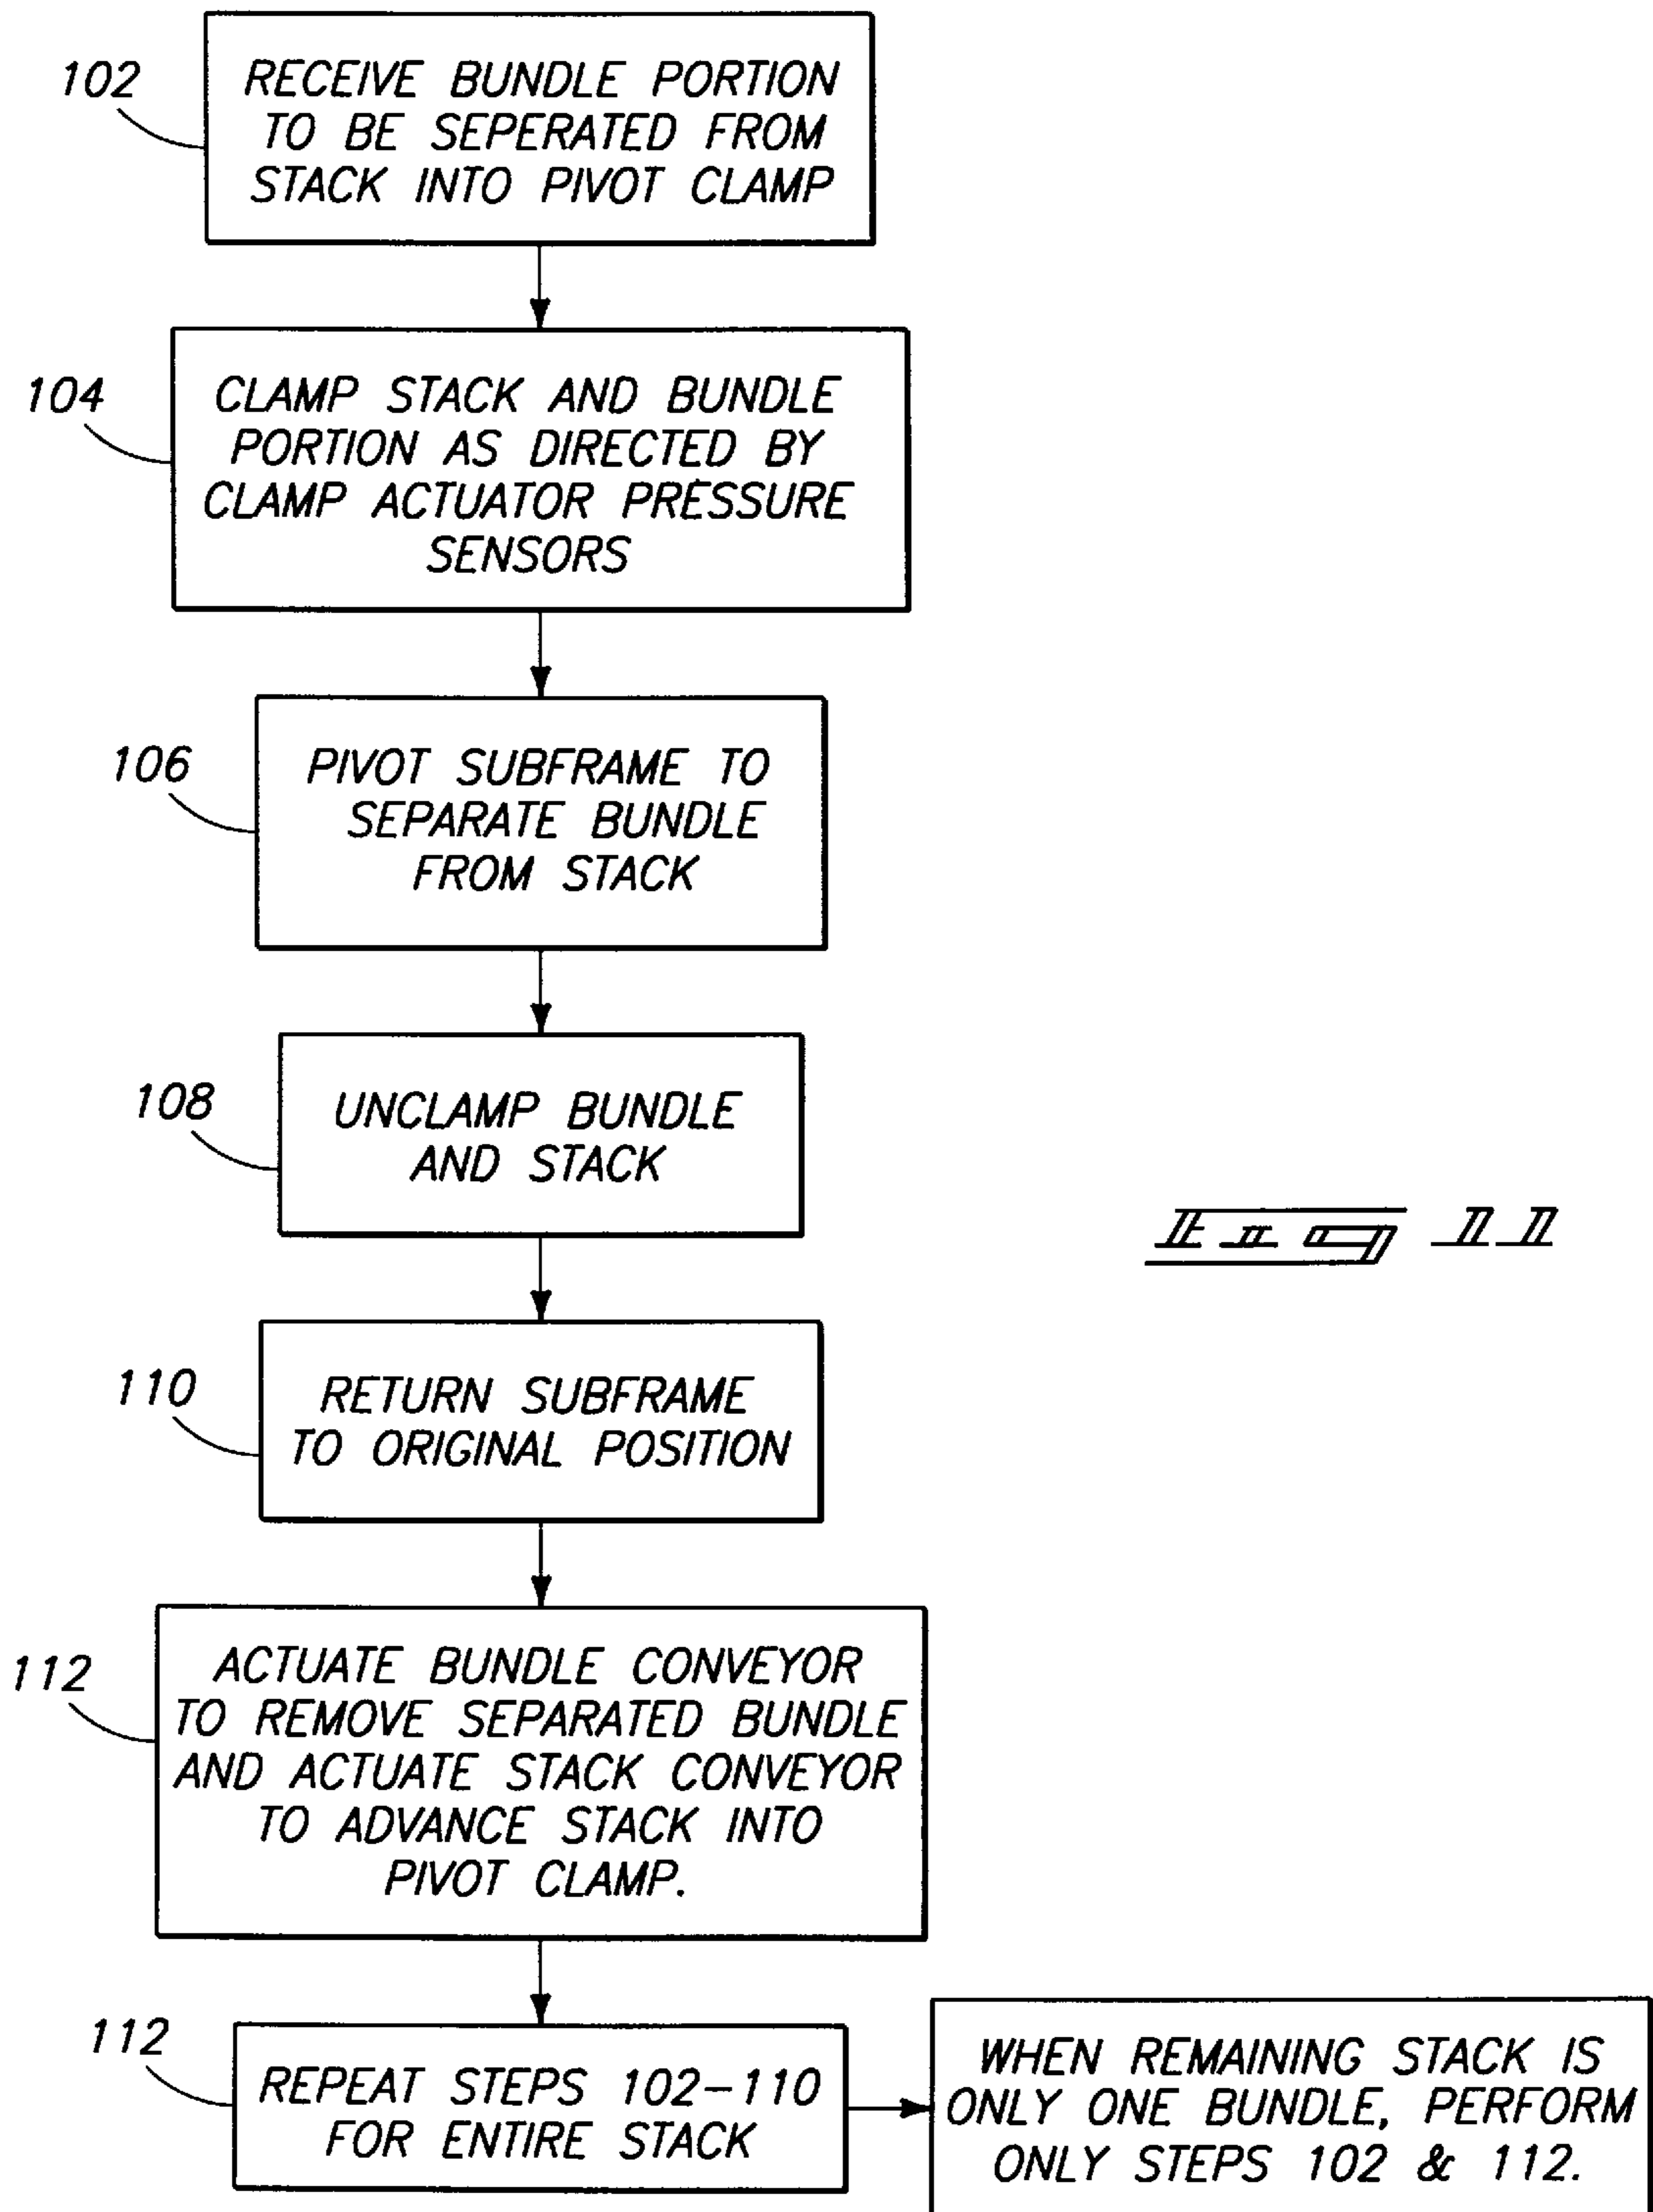 102
RECEIVE BUNDLE PORTION
TO BE SEPERATED FROM
STACK INTO PIVOT CLAMP
104
CLAMP STACK AND BUNDLE
PORTION AS DIRECTED BY
CLAMP ACTUATOR PRESSURE
SENSORS
106
PIVOT SUBFRAME TO
SEPARATE BUNDLE
FROM STACK
108
UNCLAMP BUNDLE
AND STACK
Fig 11
110
RETURN SUBFRAME
TO ORIGINAL POSITION
112
ACTUATE BUNDLE CONVEYOR
TO REMOVE SEPARATED BUNDLE
AND ACTUATE STACK CONVEYOR
TO ADVANCE STACK INTO
PIVOT CLAMP.
112
REPEAT STEPS 102-110
FOR ENTIRE STACK
WHEN REMAINING STACK IS
ONLY ONE BUNDLE, PERFORM
ONLY STEPS 102 & 112.